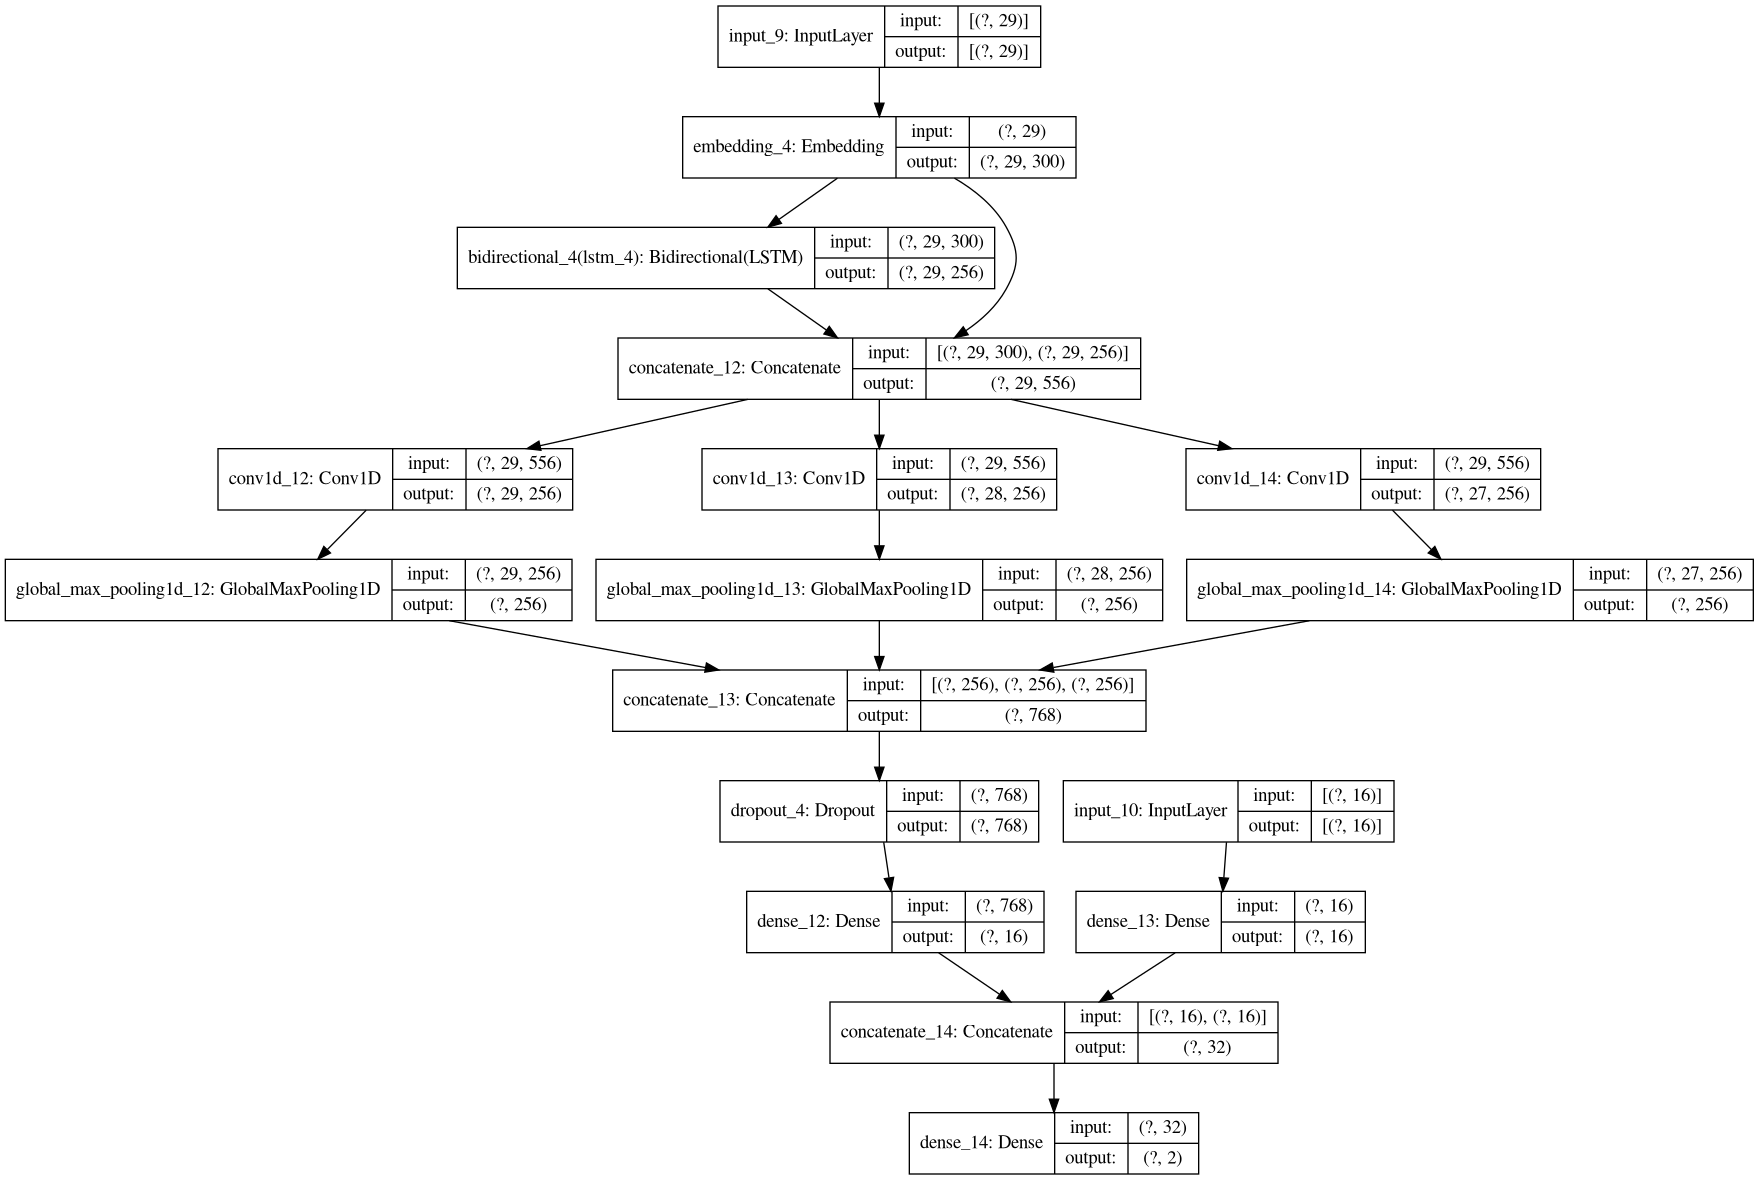 input_9: InputLayer
input:
[(?, 29)]
output:
[(?, 29)]
embedding_4: Embedding
input:
(?, 29)
output:
(?, 29, 300)
bidirectional_4(lstm_4): Bidirectional(LSTM)
input:
(?, 29, 300)
output:
(?, 29, 256)
concatenate_12: Concatenate
input:
[(?, 29, 300), (?, 29, 256)]
output:
(?, 29, 556)
conv1d_12: Conv1D
input:
(?, 29, 556)
output:
(?, 29, 256)
conv1d_13: Conv1D
input:
(?, 29, 556)
output:
(?, 28, 256)
conv1d_14: Conv1D
input:
(?, 29, 556)
output:
(?, 27, 256)
global_max_pooling1d_12: GlobalMaxPooling1D
input:
(?, 29, 256)
output:
(?, 256)
global_max_pooling1d_13: GlobalMaxPooling1D
input:
(?, 28, 256)
output:
(?, 256)
global_max_pooling1d_14: GlobalMaxPooling1D
input:
(?, 27, 256)
output:
(?, 256)
concatenate_13: Concatenate
input:
[(?, 256), (?, 256), (?, 256)]
output:
(?, 768)
dropout_4: Dropout
input:
(?, 768)
output:
(?, 768)
input_10: InputLayer
input:
[(?, 16)]
output:
[(?, 16)]
dense_12: Dense
input:
(?, 768)
output:
(?, 16)
dense_13: Dense
input:
(?, 16)
output:
(?, 16)
concatenate_14: Concatenate
input:
[(?, 16), (?, 16)]
output:
(?, 32)
dense_14: Dense
input:
(?, 32)
output:
(?, 2)